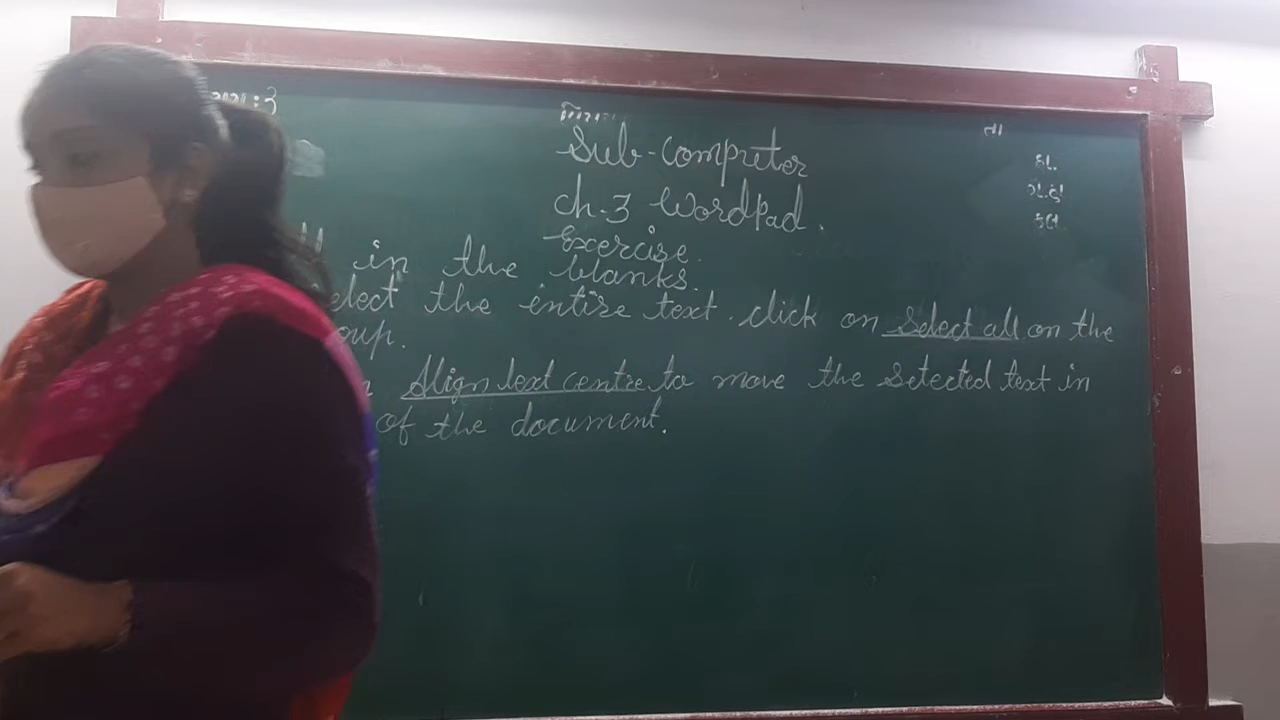 તા
Sub-Computer
હા.
ch.3 Wordpad.
ગે.હા
કુલ
Exercise.
in the blanks.
elect the entire text. click on Select all on the
oup.
Align text centre to move the selected text in
of the document.